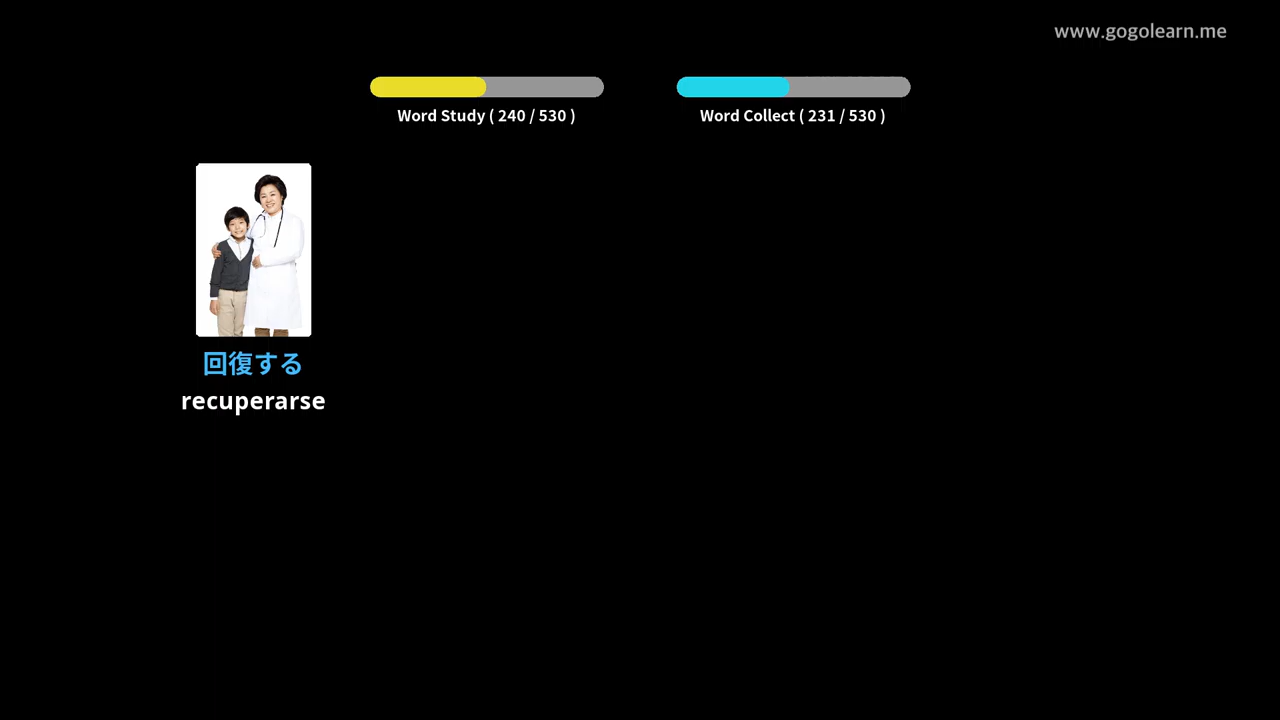 www.gogolearn.me
Word Study ( 240 / 530 )
Word Collect ( 231 / 530 )
回復する
recuperarse